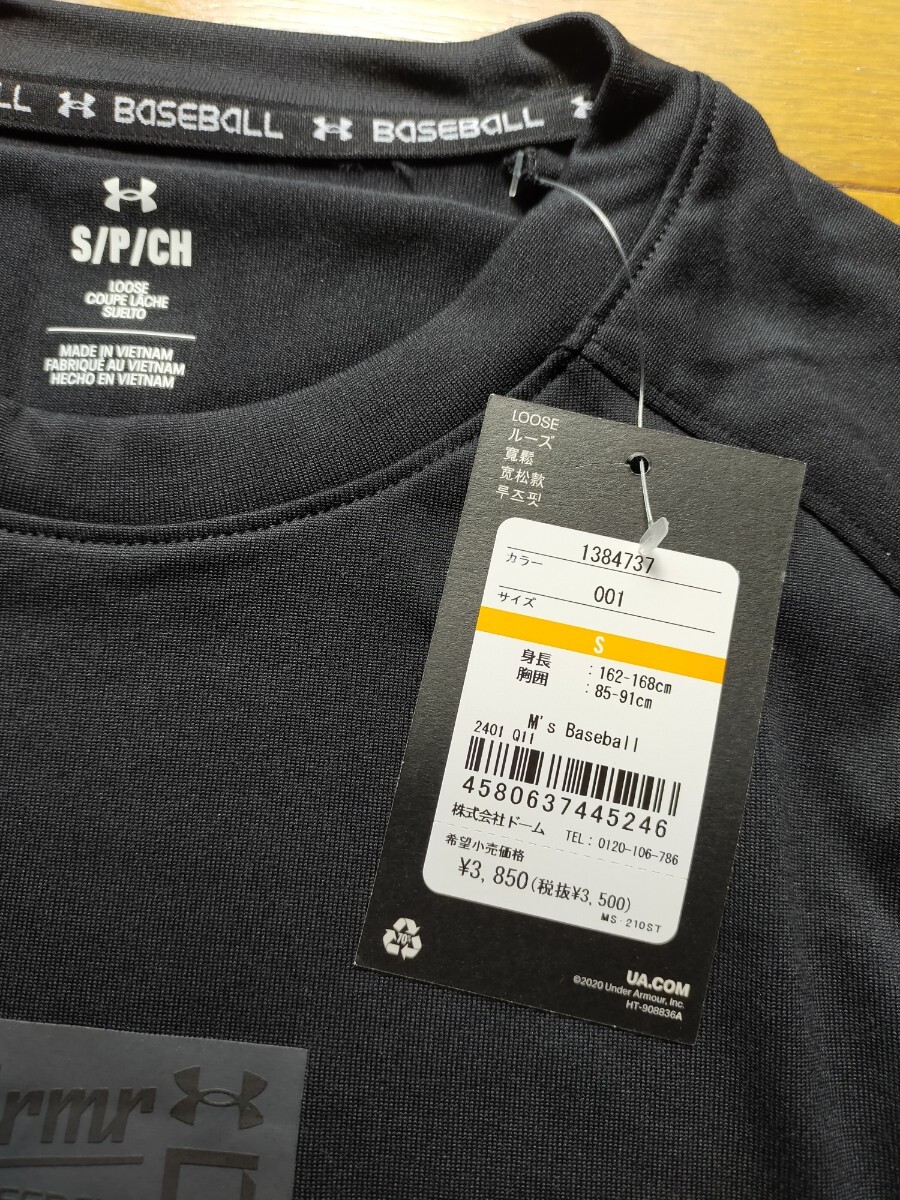 LL BASEBALL BASEBALL
S/P/CH
LOOSE
COUPE LÂCHE
SUELTO
MADE IN VIETNAM
FABRIQUÉ AU VIETNAM
HECHO EN VIETNAM
LOOSE
ルーズ
寬鬆
宽松款
루즈핏
1384737
カラー
001
サイズ
S
身長 : 162-168cm
胸囲 : 85-91cm
M's Baseball
2401 Q11
4580637445246
株式会社ドーム TEL: 0120-106-786
希望小売価格
¥3,850(税抜¥3,500)
MS-210ST
UA.COM
©2020 Under Armour, Inc.
HT-908836A
rmr